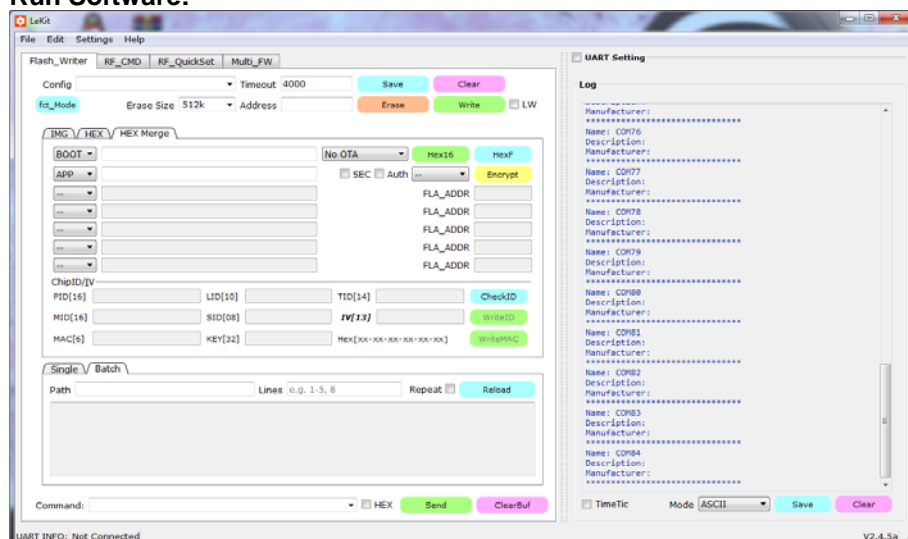 Run Software:
LeKit
File Edit Settings Help
Flash_Writer RF_CMD RF_QuickSet Multi_FW
Config Timeout 4000 Save Clear
fct_Mode Erase Size 512k Address Erase Write LW
IMG HEX HEX Merge
BOOT No OTA Hex16 HexF
APP SEC Auth -- Encrypt
-- FLA_ADDR
-- FLA_ADDR
-- FLA_ADDR
-- FLA_ADDR
ChipID/IV
PID[16] LID[10] TID[14] CheckID
MID[16] SID[08] IV[13] WriteID
MAC[6] KEY[32] Hex[xx-xx-xx-xx-xx-xx] WriteMAC
Single Batch
Path Lines e.g. 1-5, 8 Repeat Reload
Command: HEX Send ClearBuf
UART INFO: Not Connected
UART Setting
Log
Manufacturer:
*******************************
Name: COM76
Description:
Manufacturer:
*******************************
Name: COM77
Description:
Manufacturer:
*******************************
Name: COM78
Description:
Manufacturer:
*******************************
Name: COM79
Description:
Manufacturer:
*******************************
Name: COM80
Description:
Manufacturer:
*******************************
Name: COM81
Description:
Manufacturer:
*******************************
Name: COM82
Description:
Manufacturer:
*******************************
Name: COM83
Description:
Manufacturer:
*******************************
Name: COM84
Description:
Manufacturer:
*******************************
TimeTic Mode ASCII Save Clear
V2.4.5a